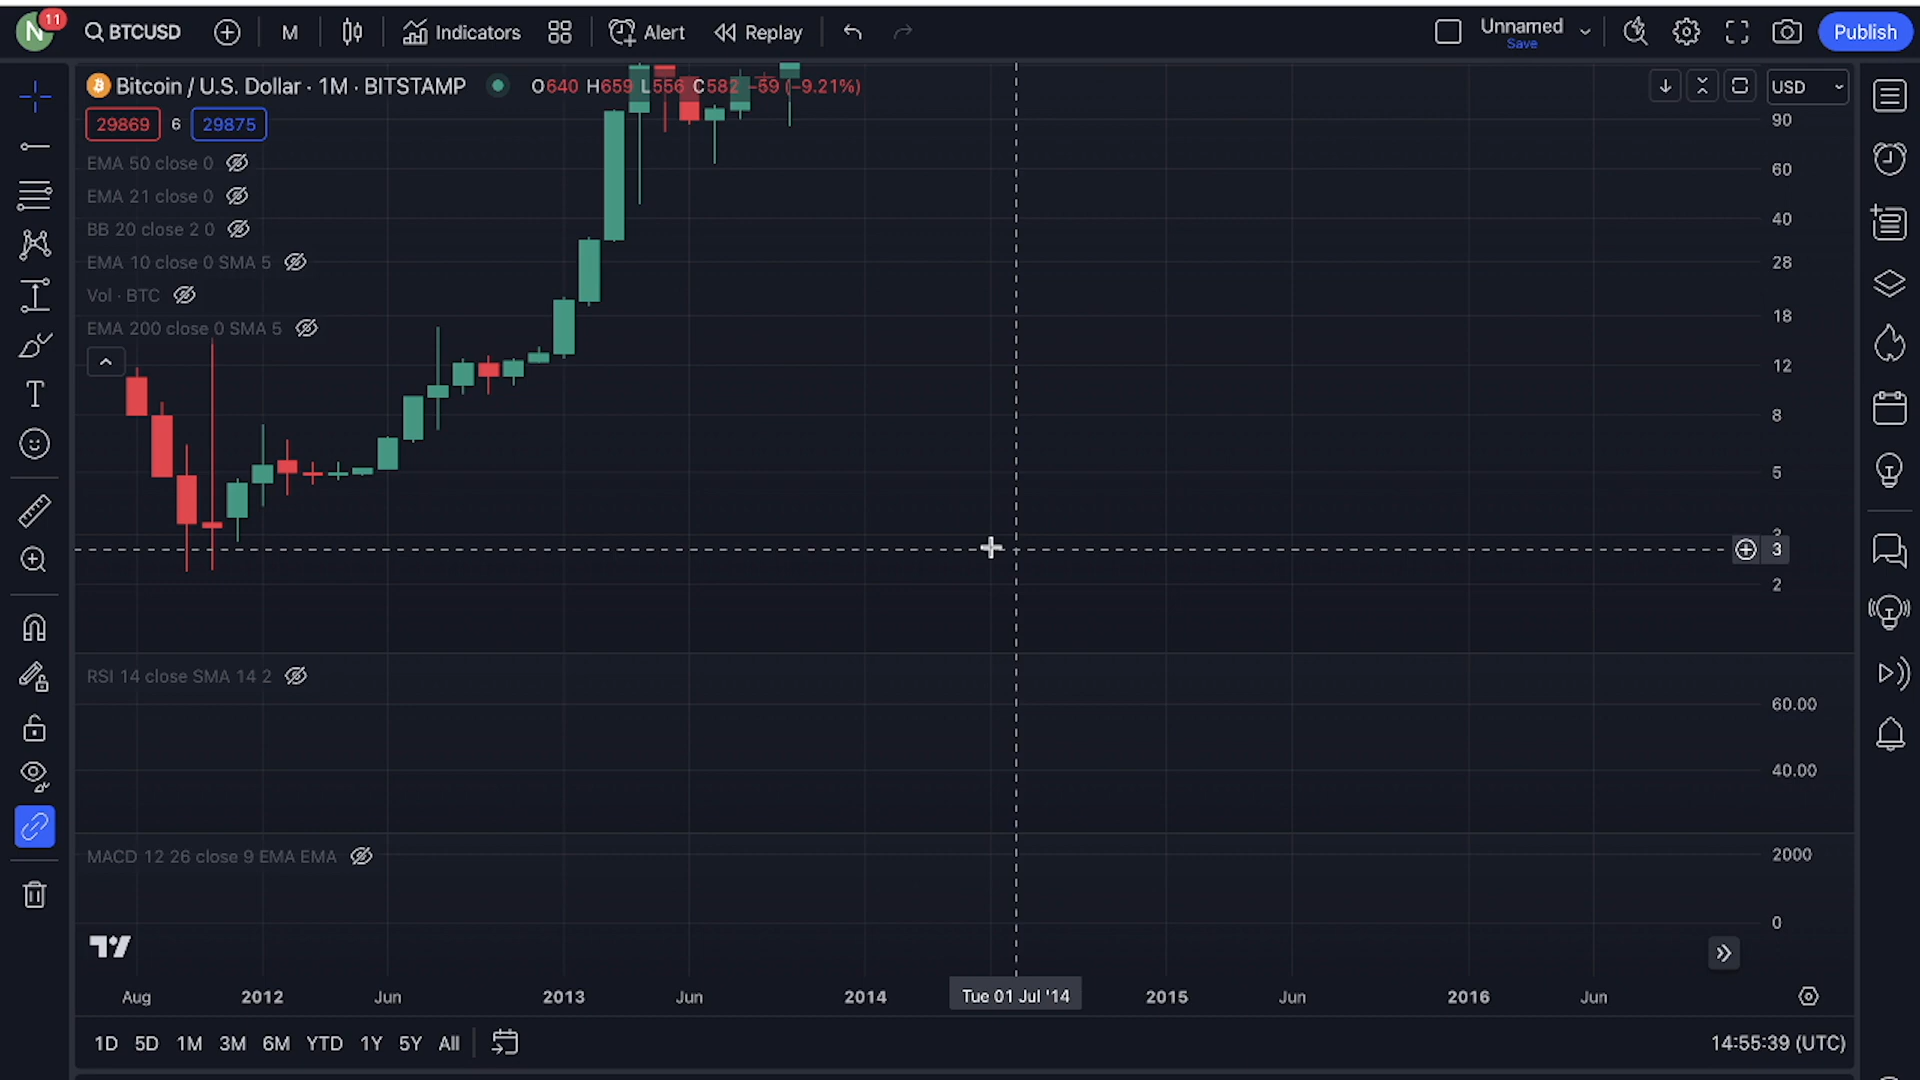 N 11 BTCUSD M Indicators Alert Replay Unnamed Save Publish
Bitcoin / U.S. Dollar · 1M · BITSTAMP O640 H659 L556 C582 −59 (−9.21%) USD
29869 6 29875
90
EMA 50 close 0
60
EMA 21 close 0
40
BB 20 close 2 0
28
EMA 10 close 0 SMA 5
Vol · BTC
18
EMA 200 close 0 SMA 5
12
8
5
3
3
2
RSI 14 close SMA 14 2
60.00
40.00
MACD 12 26 close 9 EMA EMA
2000
0
Aug 2012 Jun 2013 Jun 2014 Tue 01 Jul '14 2015 Jun 2016 Jun
1D 5D 1M 3M 6M YTD 1Y 5Y All 14:55:39 (UTC)